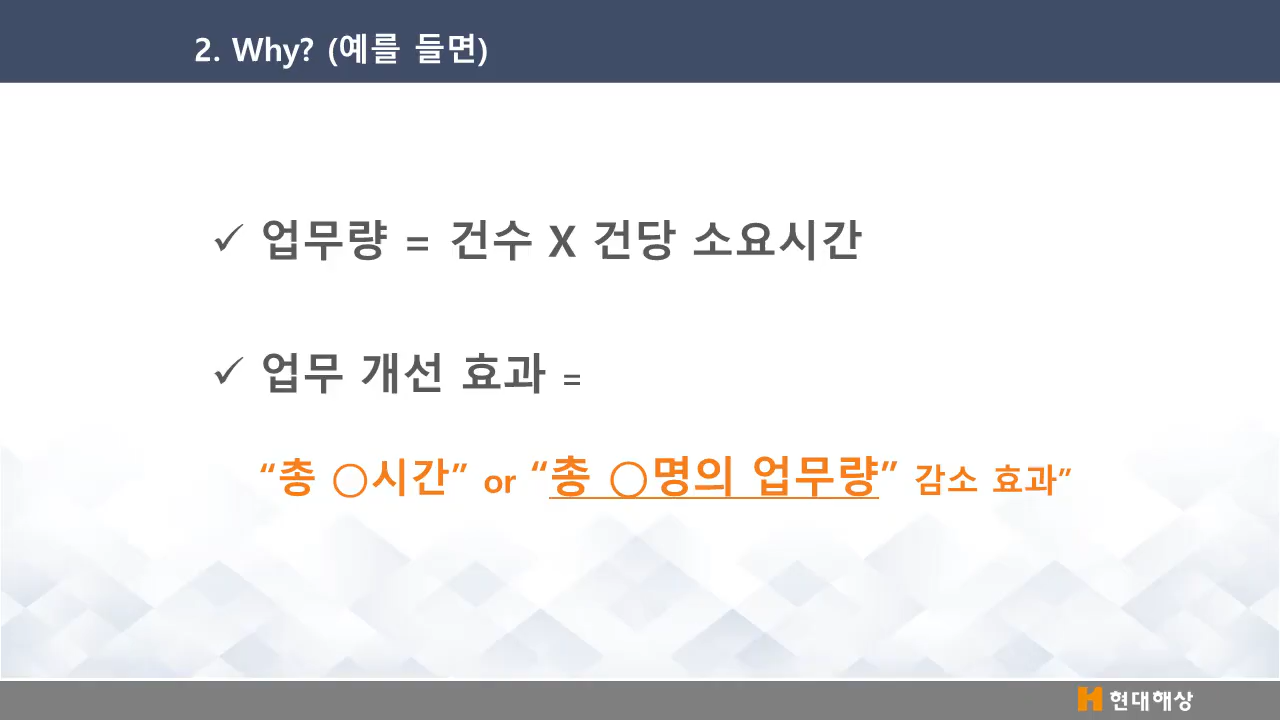 2. Why? (예를 들면)
✓ 업무량 = 건수 X 건당 소요시간
✓ 업무 개선 효과 =
“총 ○시간” or “총 ○명의 업무량” 감소 효과”
현대해상